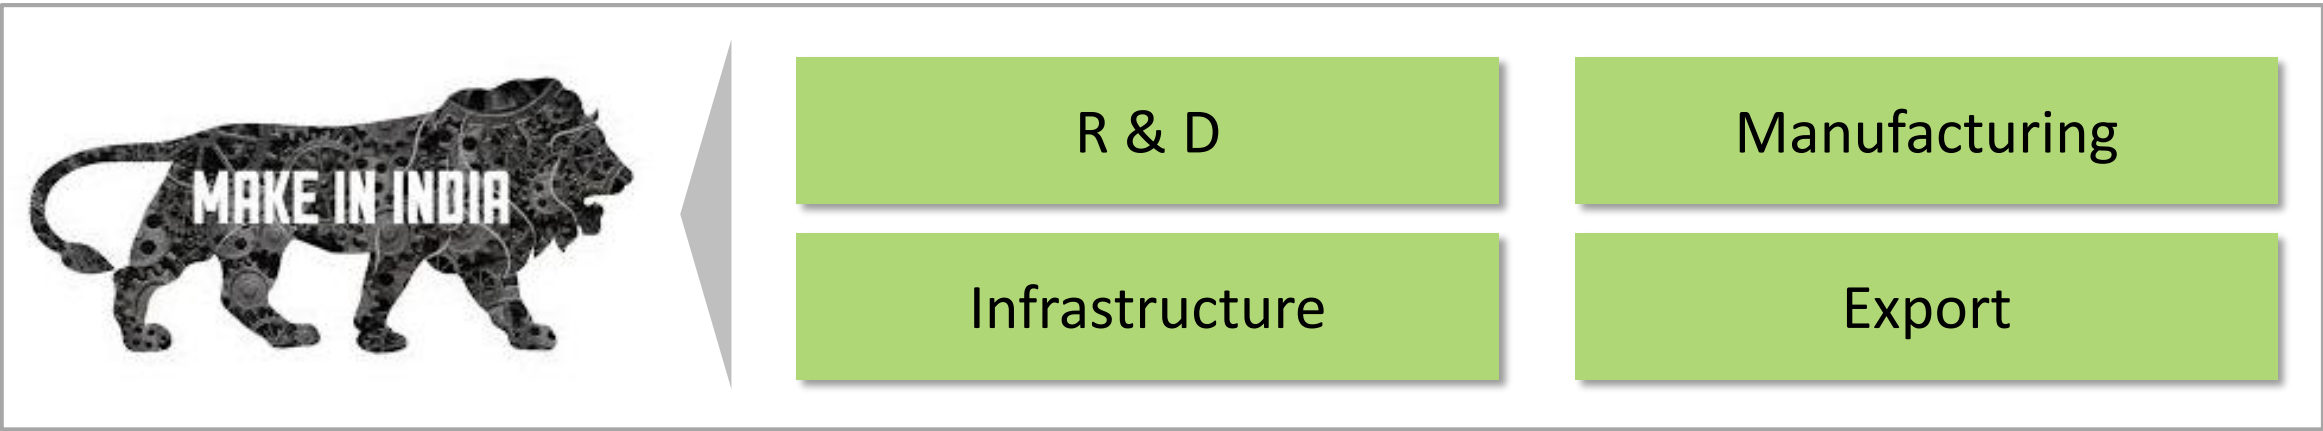 MAKE IN INDIA
R & D
Manufacturing
Infrastructure
Export